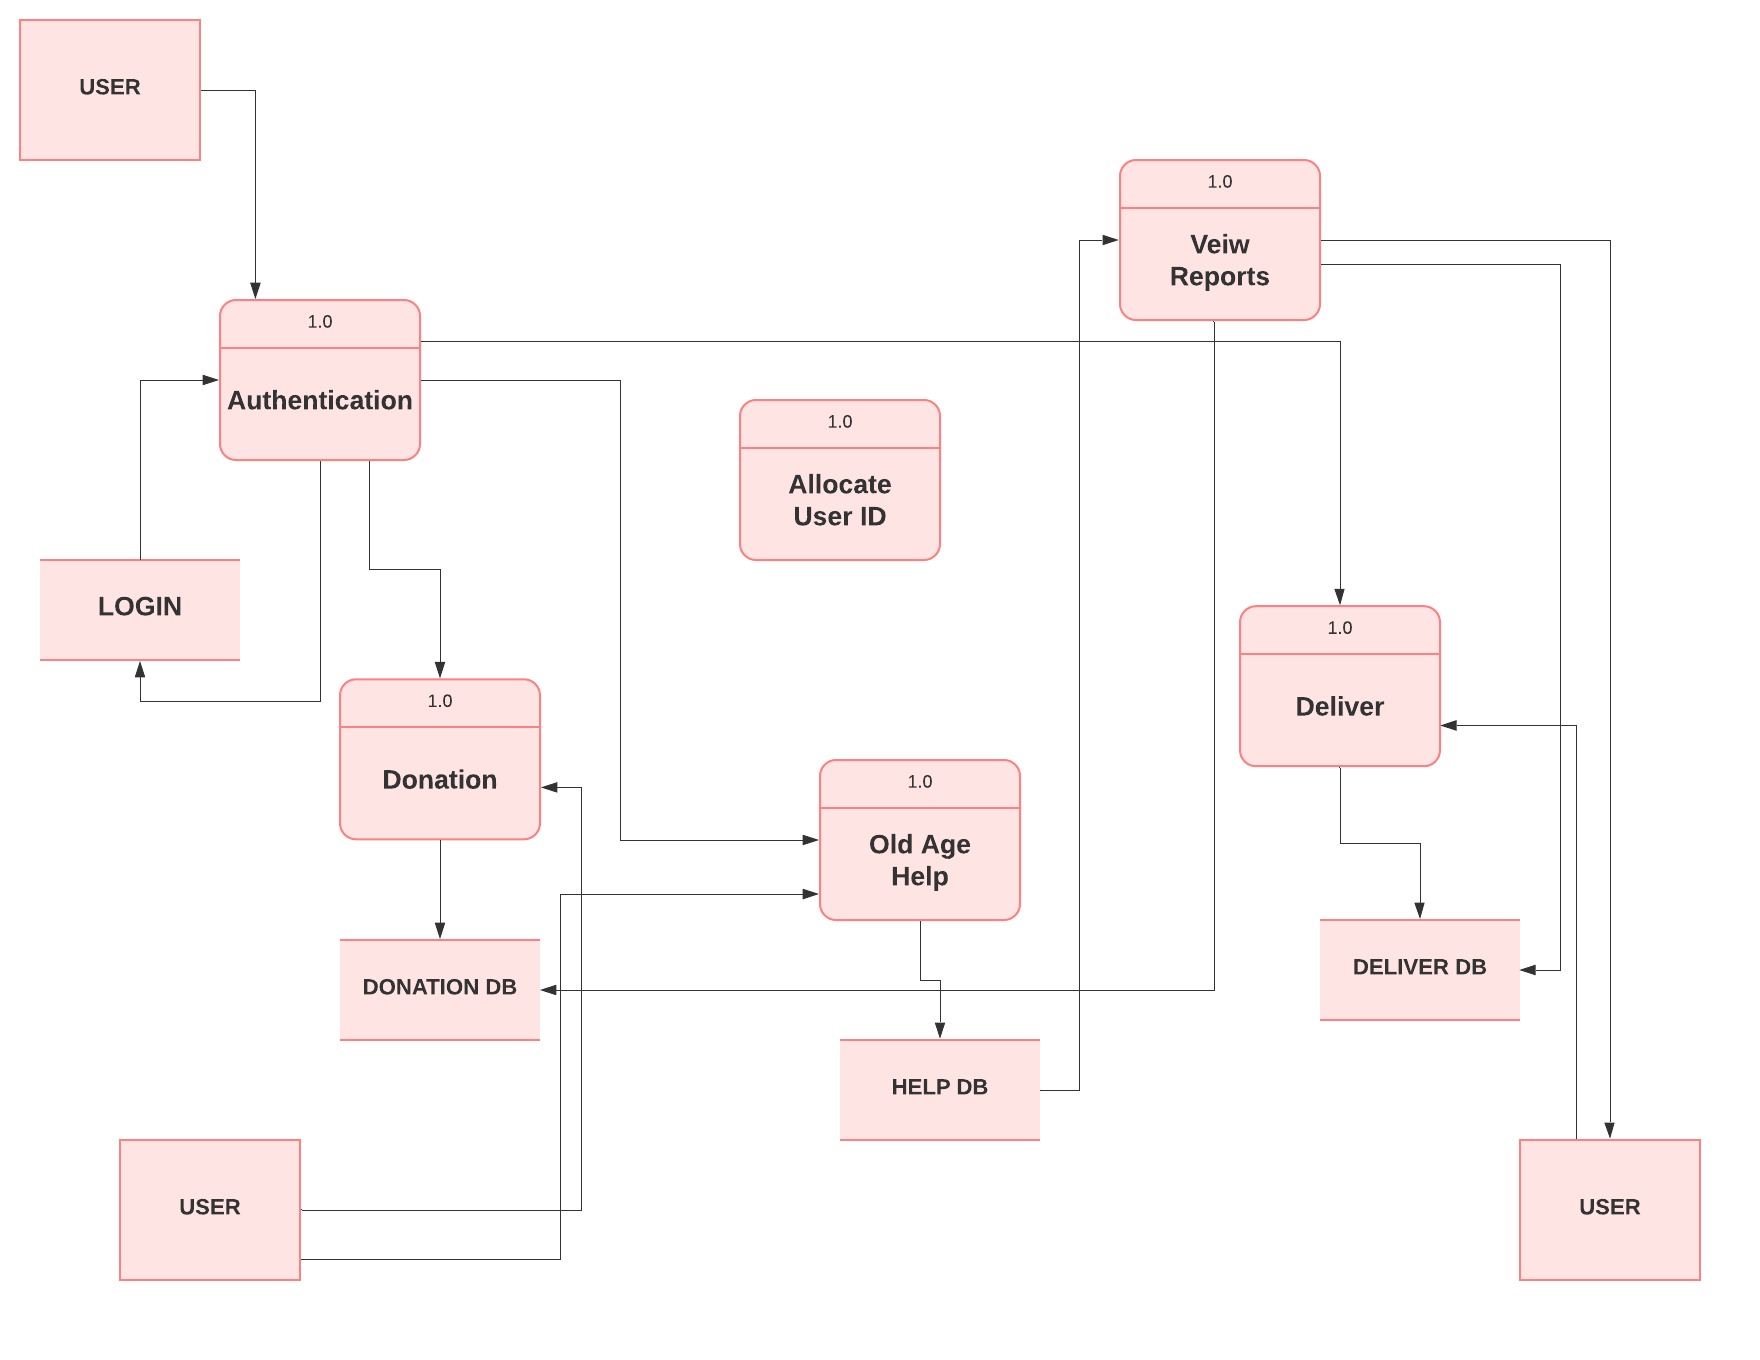 USER
1.0
Veiw
Reports
1.0
Authentication
1.0
Allocate
User ID
LOGIN
1.0
Deliver
1.0
Donation
1.0
Old Age
Help
DONATION DB
DELIVER DB
HELP DB
USER
USER